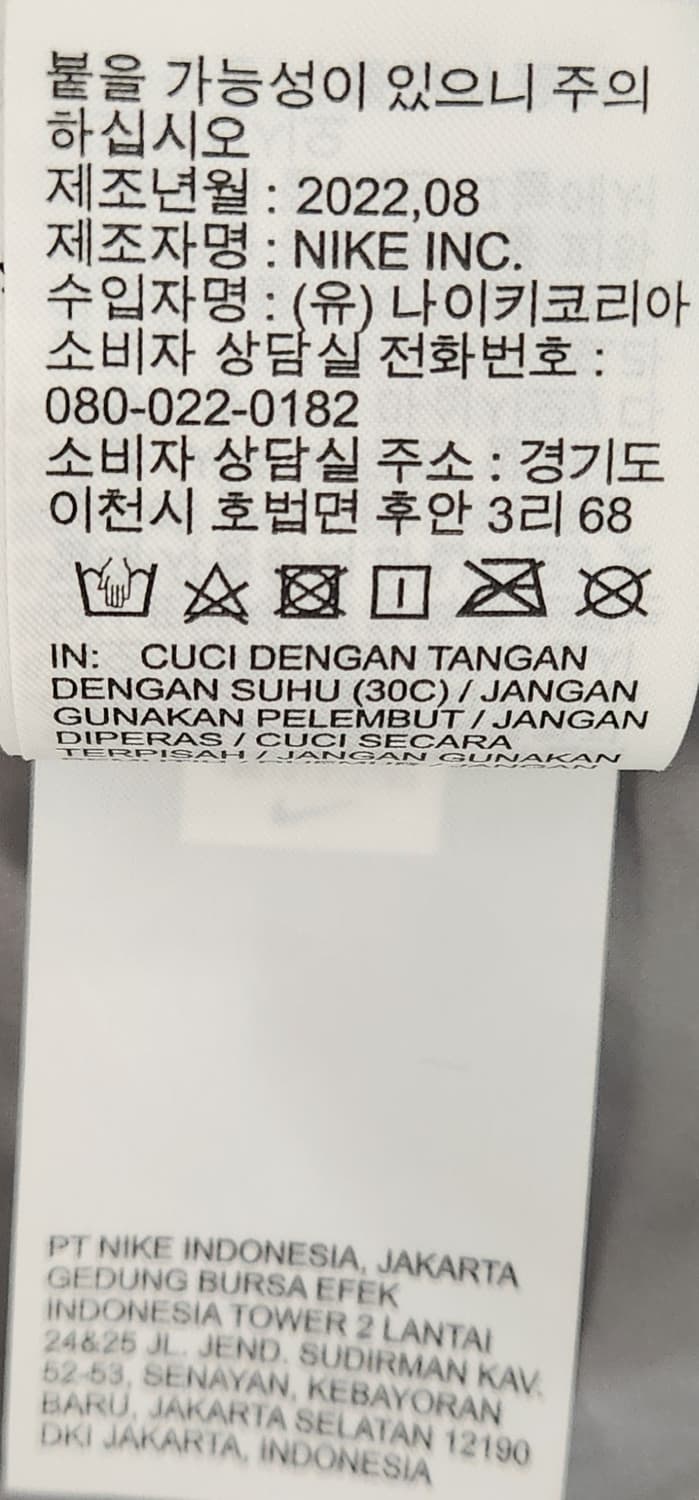 붙을 가능성이 있으니 주의
하십시오
제조년월 : 2022,08
제조자명 : NIKE INC.
수입자명 : (유) 나이키코리아
소비자 상담실 전화번호 :
080-022-0182
소비자 상담실 주소 : 경기도
이천시 호법면 후안 3리 68
IN: CUCI DENGAN TANGAN
DENGAN SUHU (30C) / JANGAN
GUNAKAN PELEMBUT / JANGAN
DIPERAS / CUCI SECARA
TERPISAH / JANGAN GUNAKAN
PT NIKE INDONESIA, JAKARTA
GEDUNG BURSA EFEK
INDONESIA TOWER 2 LANTAI
24&25 JL. JEND. SUDIRMAN KAV.
52-53, SENAYAN, KEBAYORAN
BARU, JAKARTA SELATAN 12190
DKI JAKARTA, INDONESIA